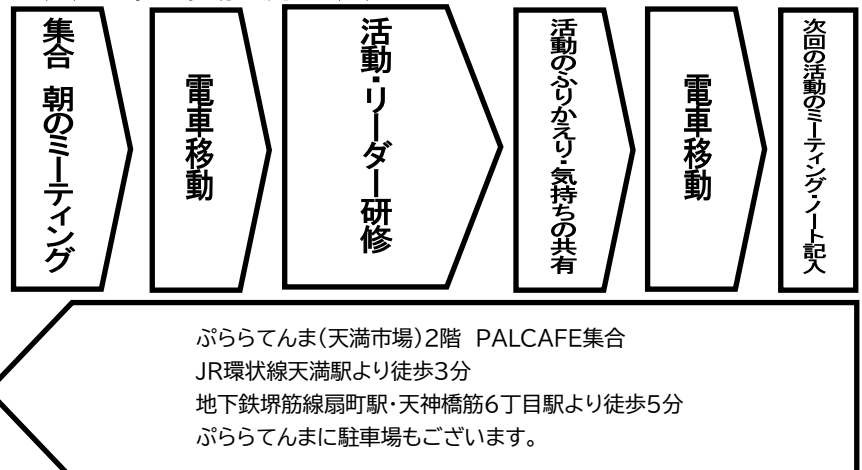 集合 朝のミーティング
電車移動
活動・リーダー研修
活動のふりかえり・気持ちの共有
電車移動
次回の活動のミーティング・ノート記入
ぷららてんま(天満市場)2階 PALCAFE集合
JR環状線天満駅より徒歩3分
地下鉄堺筋線扇町駅・天神橋筋6丁目駅より徒歩5分
ぷららてんまに駐車場もございます。